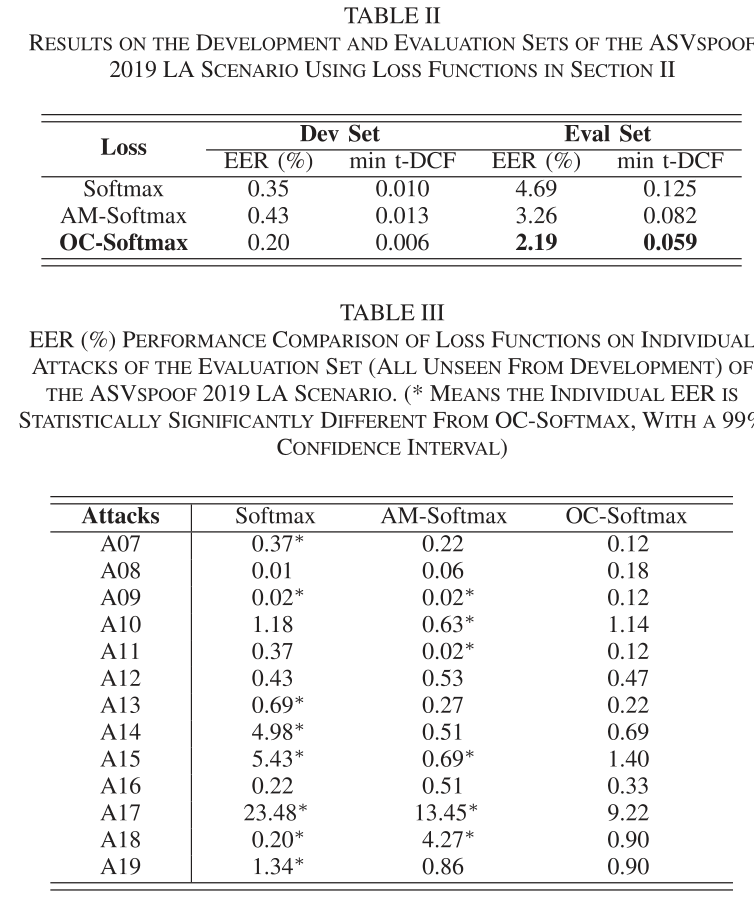 TABLE II
RESULTS ON THE DEVELOPMENT AND EVALUATION SETS OF THE ASVSPOOF
2019 LA SCENARIO USING LOSS FUNCTIONS IN SECTION II
Loss Dev Set Eval Set
EER (%) min t-DCF EER (%) min t-DCF
Softmax 0.35 0.010 4.69 0.125
AM-Softmax 0.43 0.013 3.26 0.082
OC-Softmax 0.20 0.006 2.19 0.059
TABLE III
EER (%) PERFORMANCE COMPARISON OF LOSS FUNCTIONS ON INDIVIDUAL
ATTACKS OF THE EVALUATION SET (ALL UNSEEN FROM DEVELOPMENT) OF
THE ASVSPOOF 2019 LA SCENARIO. (* MEANS THE INDIVIDUAL EER IS
STATISTICALLY SIGNIFICANTLY DIFFERENT FROM OC-SOFTMAX, WITH A 99%
CONFIDENCE INTERVAL)
Attacks Softmax AM-Softmax OC-Softmax
A07 0.37* 0.22 0.12
A08 0.01 0.06 0.18
A09 0.02* 0.02* 0.12
A10 1.18 0.63* 1.14
A11 0.37 0.02* 0.12
A12 0.43 0.53 0.47
A13 0.69* 0.27 0.22
A14 4.98* 0.51 0.69
A15 5.43* 0.69* 1.40
A16 0.22 0.51 0.33
A17 23.48* 13.45* 9.22
A18 0.20* 4.27* 0.90
A19 1.34* 0.86 0.90